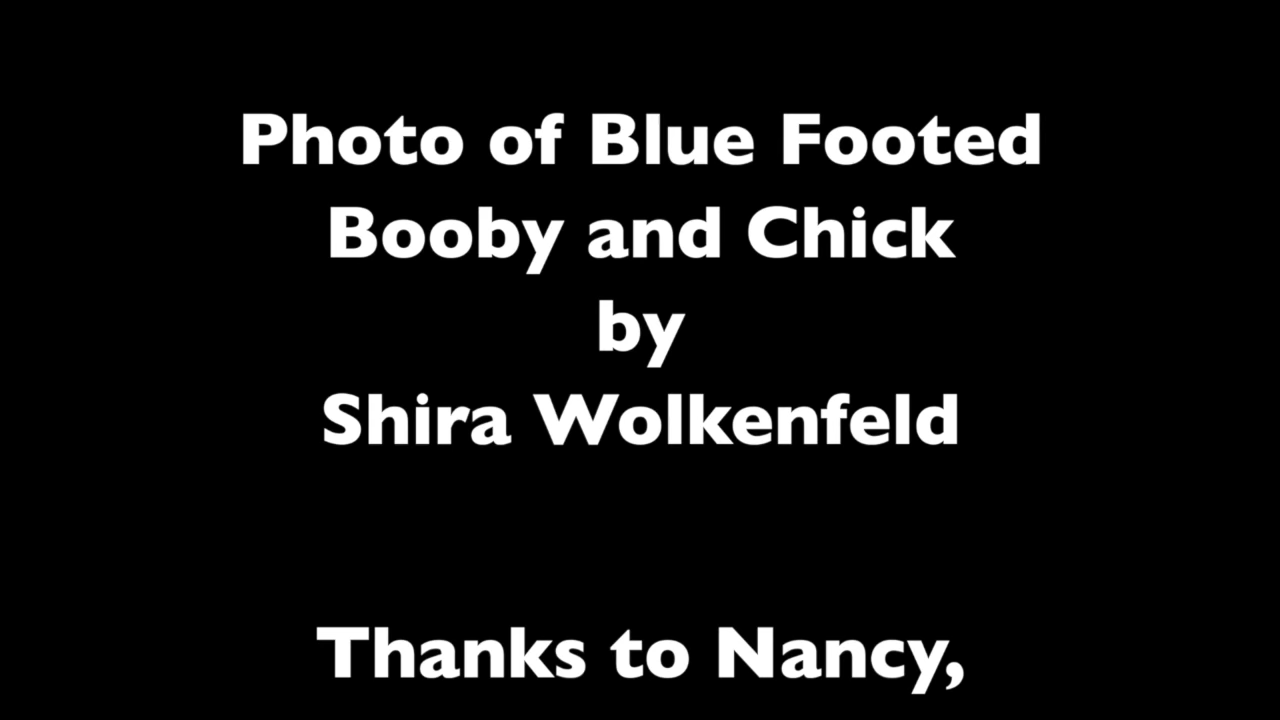 Photo of Blue Footed
Booby and Chick
by
Shira Wolkenfeld
Thanks to Nancy,